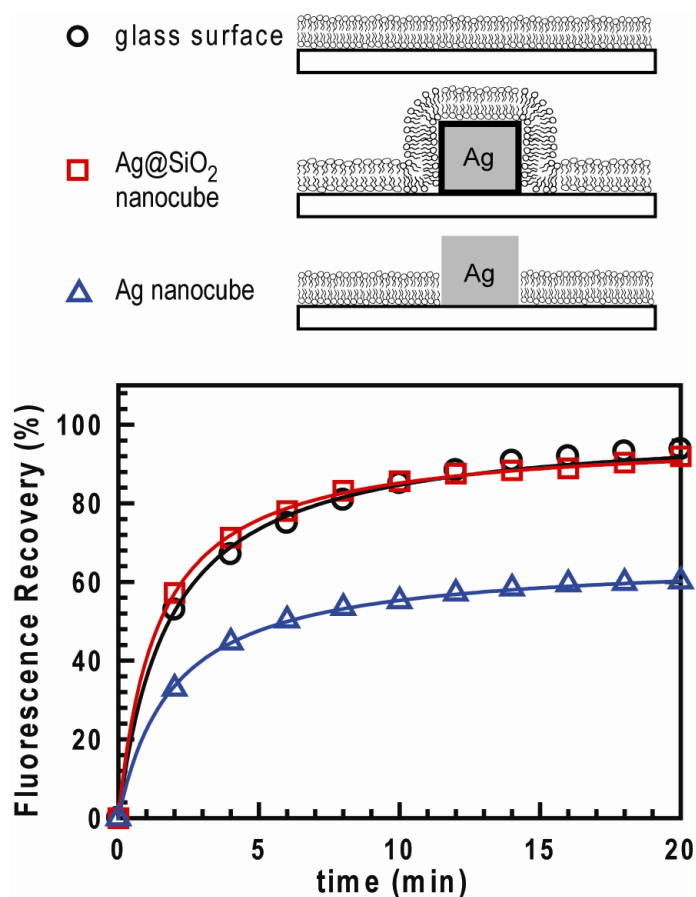 glass surface
Ag@SiO₂
nanocube
Ag
Ag nanocube
Ag
Fluorescence Recovery (%)
100
80
60
40
20
0
0 5 10 15 20
time (min)